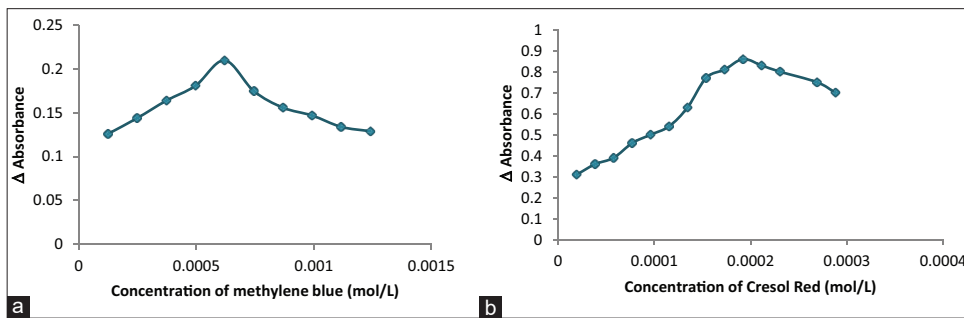 0.25
0.2
0.15
0.1
0.05
0
Δ Absorbance
0 0.0005 0.001 0.0015
Concentration of methylene blue (mol/L)
a
1
0.9
0.8
0.7
0.6
0.5
0.4
0.3
0.2
0.1
0
Δ Absorbance
0 0.0001 0.0002 0.0003 0.0004
Concentration of Cresol Red (mol/L)
b